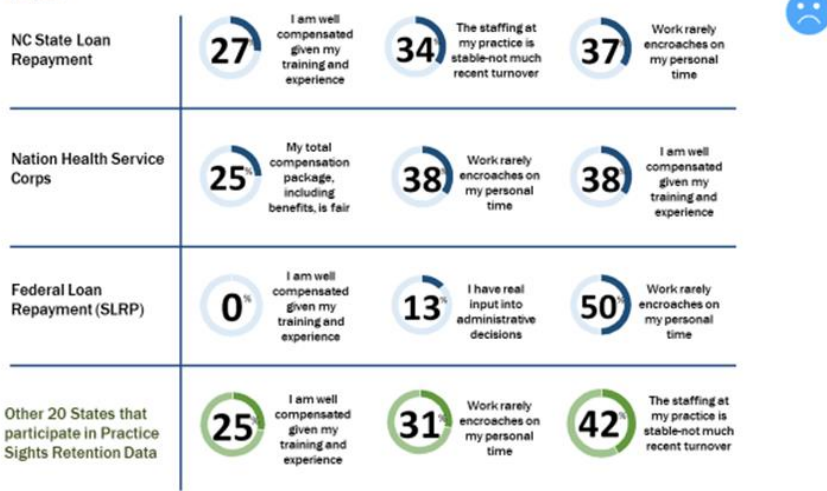 NC State Loan
Repayment
27%
I am well
compensated
given my
training and
experience
34%
The staffing at
my practice is
stable-not much
recent turnover
37%
Work rarely
encroaches on
my personal
time
Nation Health Service
Corps
25%
My total
compensation
package,
including
benefits, is fair
38%
Work rarely
encroaches on
my personal
time
38%
I am well
compensated
given my
training and
experience
Federal Loan
Repayment (SLRP)
0%
I am well
compensated
given my
training and
experience
13%
I have real
input into
administrative
decisions
50%
Work rarely
encroaches on
my personal
time
Other 20 States that
participate in Practice
Sights Retention Data
25%
I am well
compensated
given my
training and
experience
31%
Work rarely
encroaches on
my personal
time
42%
The staffing at
my practice is
stable-not much
recent turnover